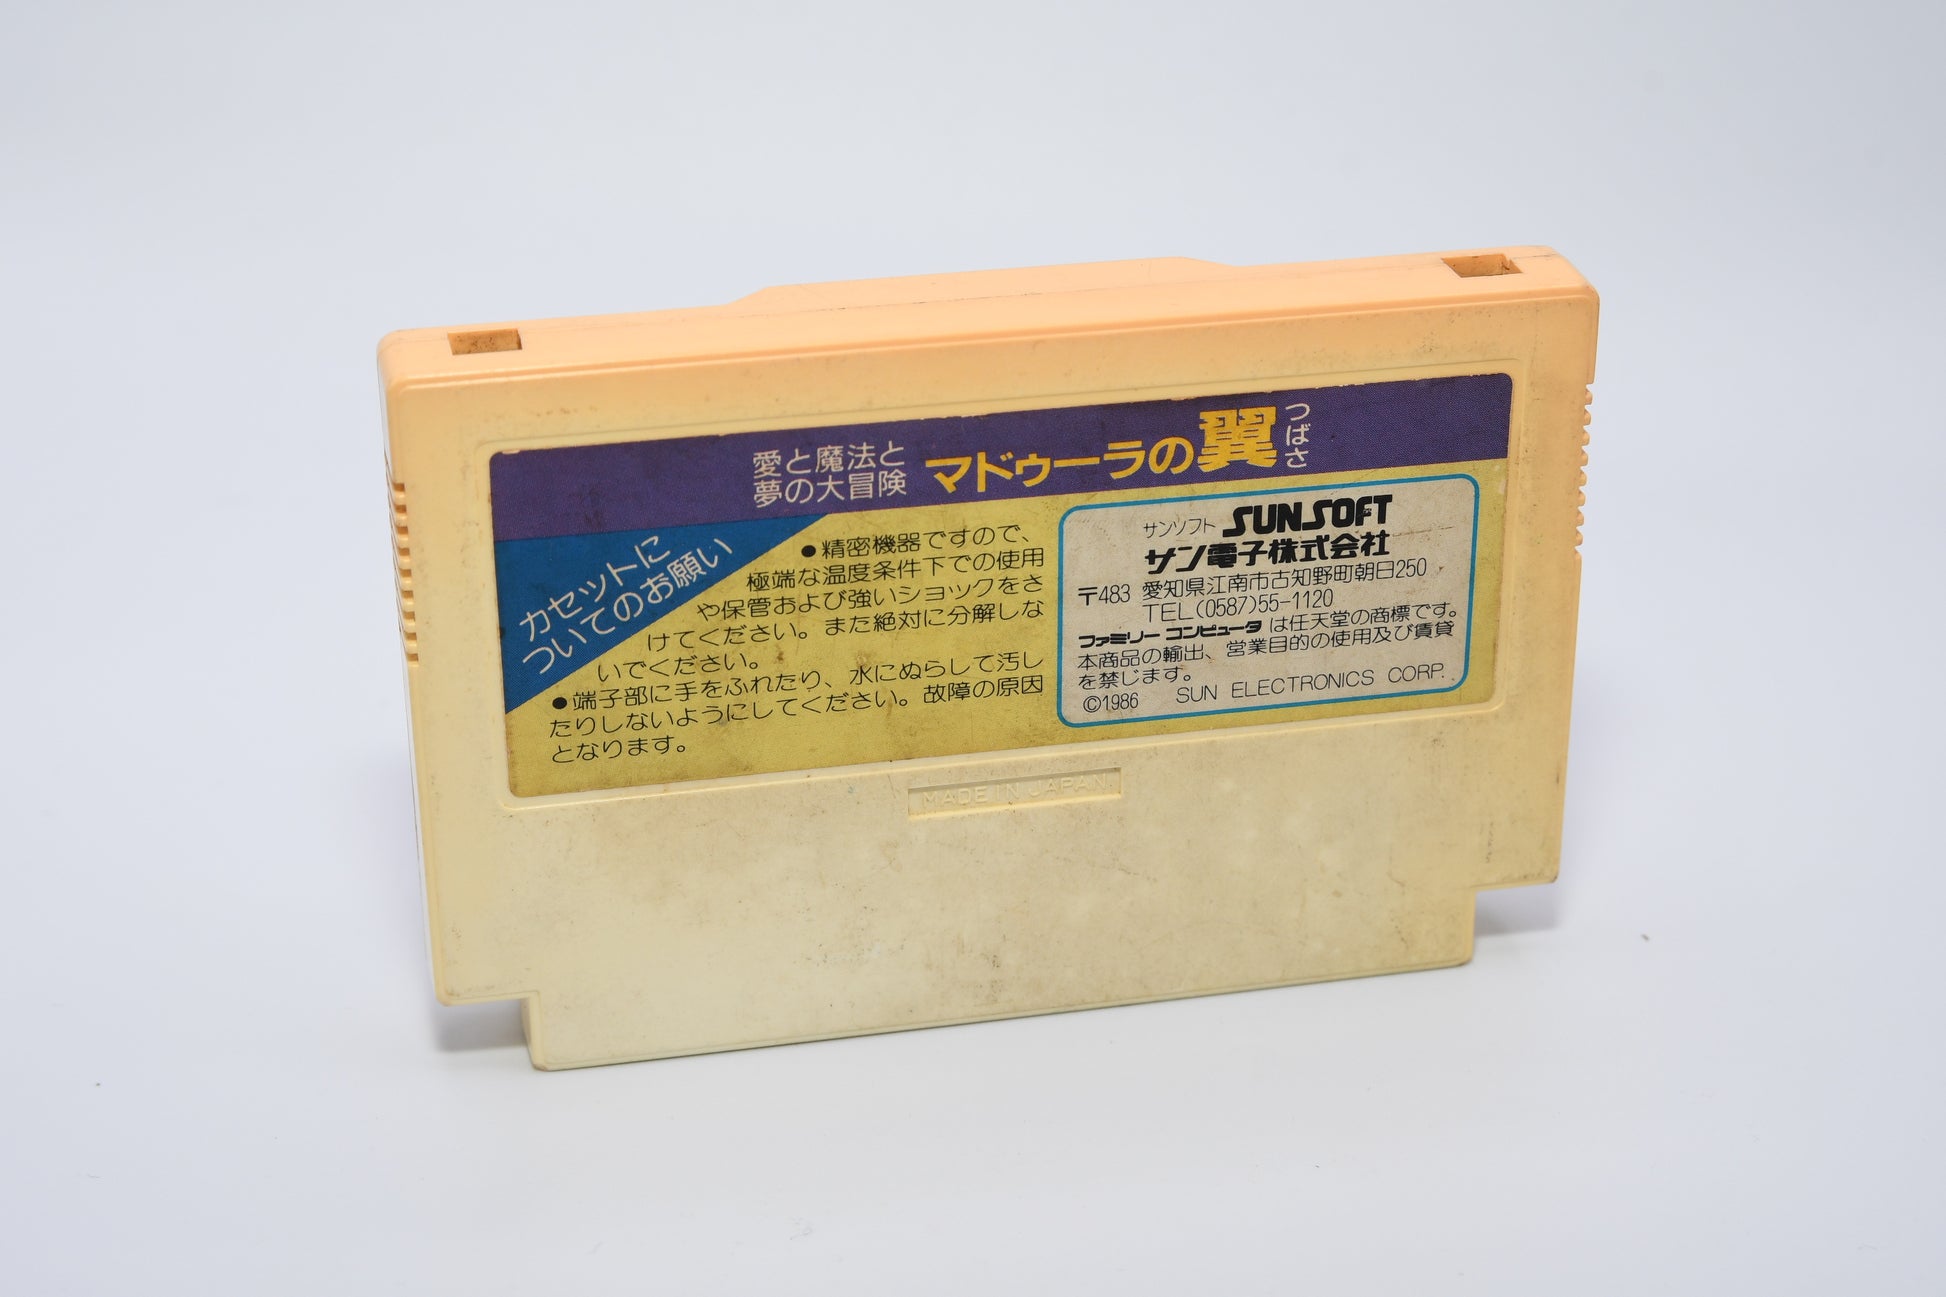 愛と魔法と
夢の大冒険
マドゥーラの翼
つばさ
カセットに
ついてのお願い
●精密機器ですので、
極端な温度条件下での使用
や保管および強いショックをさ
けてください。また絶対に分解しな
いでください。
●端子部に手をふれたり、水にぬらして汚し
たりしないようにしてください。故障の原因
となります。
サンソフト SUNSOFT
サン電子株式会社
〒483 愛知県江南市古知野町朝日250
TEL(0587)55-1120
ファミリー コンピュータ は任天堂の商標です。
本商品の輸出、営業目的の使用及び賃貸
を禁じます。
©1986 SUN ELECTRONICS CORP.
MADE IN JAPAN